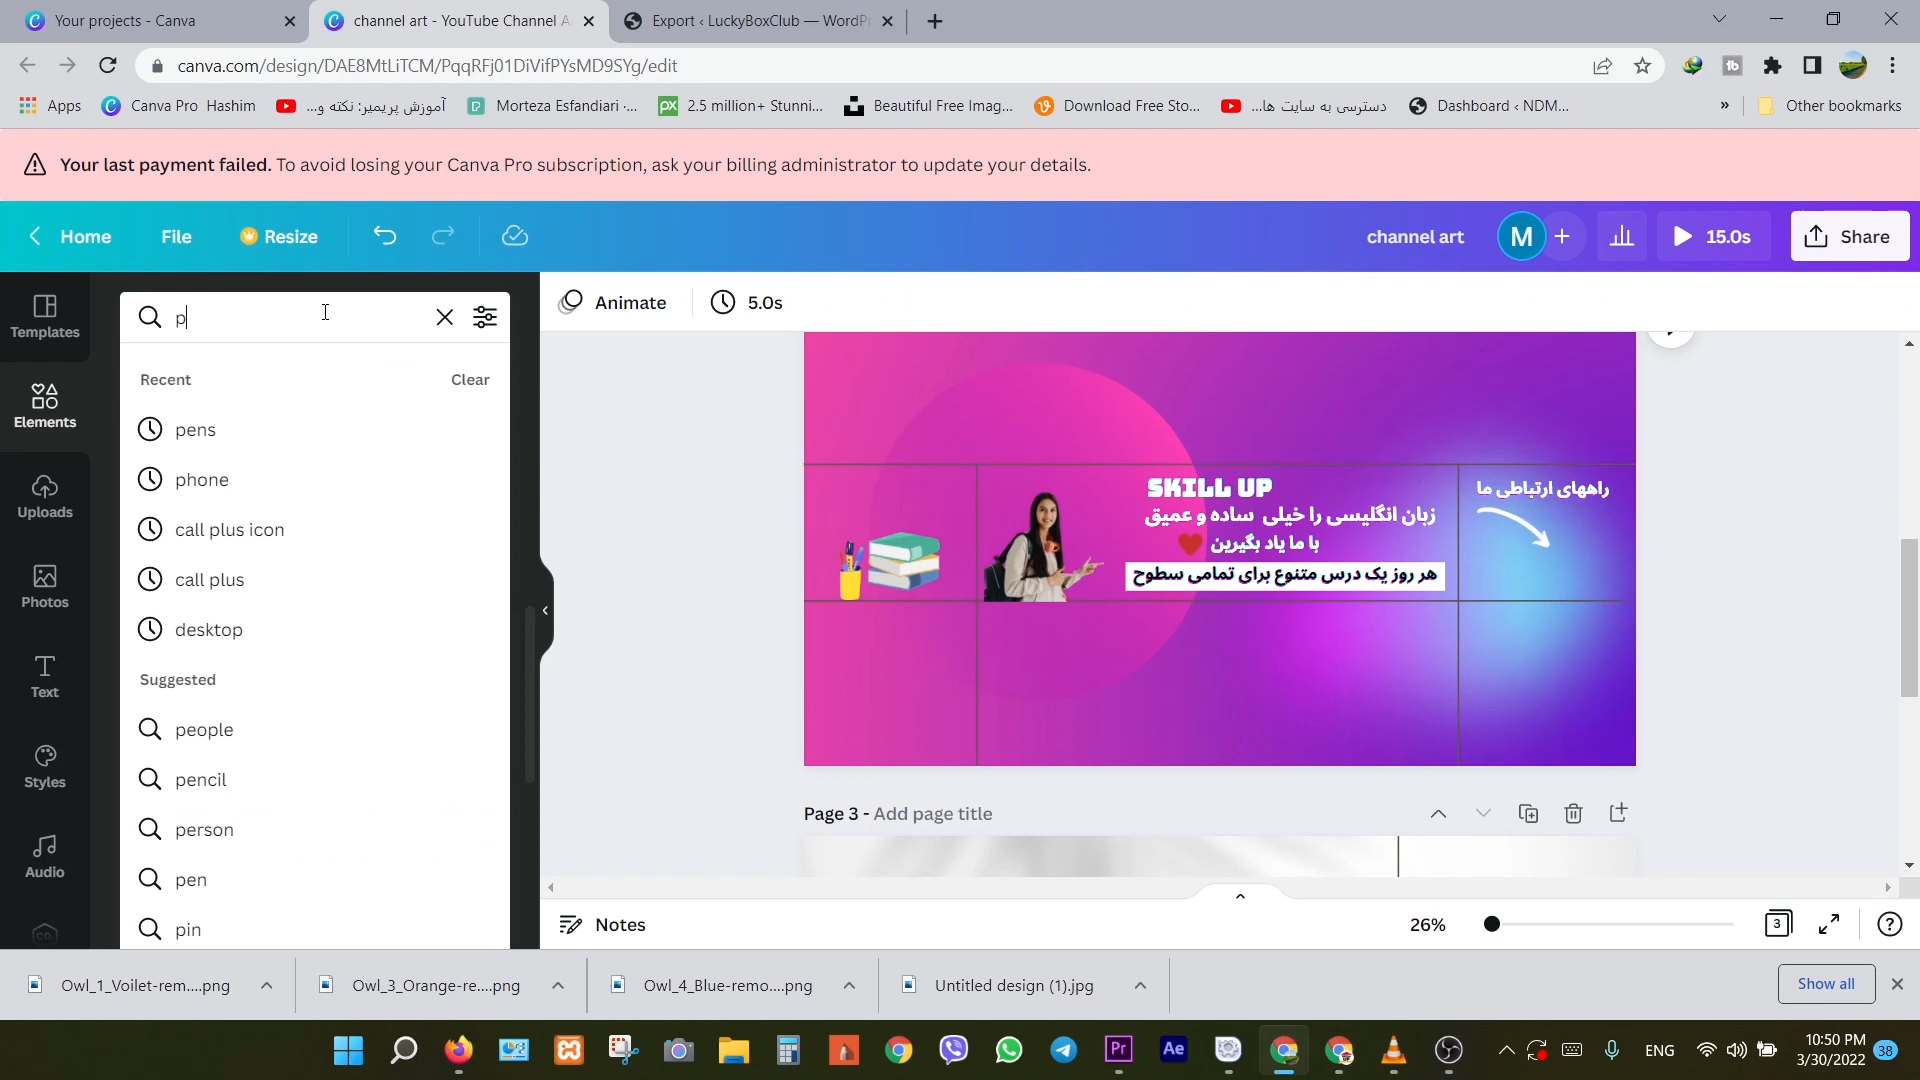 Your projects - Canva
channel art - YouTube Channel A
Export ‹ LuckyBoxClub — WordPr
canva.com/design/DAE8MtLiTCM/PqqRFj01DiVifPYsMD9SYg/edit
Apps
Canva Pro Hashim
آموزش پریمیر: نکته و...
Morteza Esfandiari ·...
2.5 million+ Stunni...
Beautiful Free Imag...
Download Free Sto...
دسترسی به سایت ها...
Dashboard ‹ NDM...
»
Other bookmarks
Your last payment failed. To avoid losing your Canva Pro subscription, ask your billing administrator to update your details.
Home
File
Resize
channel art
M
15.0s
Share
Templates
Elements
Uploads
Photos
Text
Styles
Audio
p
Recent
Clear
pens
phone
call plus icon
call plus
desktop
Suggested
people
pencil
person
pen
pin
Animate
5.0s
SKILL UP
زبان انگلیسی را خیلی ساده و عمیق
با ما یاد بگیرین
هر روز یک درس متنوع برای تمامی سطوح
راههای ارتباطی ما
Page 3 - Add page title
Notes
26%
3
Owl_1_Voilet-rem....png
Owl_3_Orange-re....png
Owl_4_Blue-remo....png
Untitled design (1).jpg
Show all
Pr
Ae
ENG
10:50 PM
3/30/2022
38